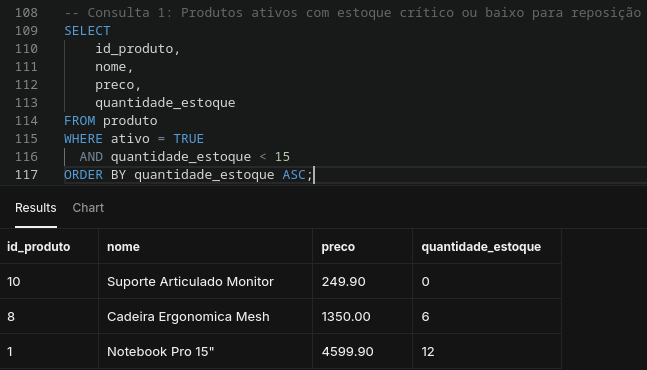 108 -- Consulta 1: Produtos ativos com estoque crítico ou baixo para reposição
109 SELECT
110     id_produto,
111     nome,
112     preco,
113     quantidade_estoque
114 FROM produto
115 WHERE ativo = TRUE
116   AND quantidade_estoque < 15
117 ORDER BY quantidade_estoque ASC;
Results Chart
id_produto nome preco quantidade_estoque
10 Suporte Articulado Monitor 249.90 0
8 Cadeira Ergonomica Mesh 1350.00 6
1 Notebook Pro 15" 4599.90 12